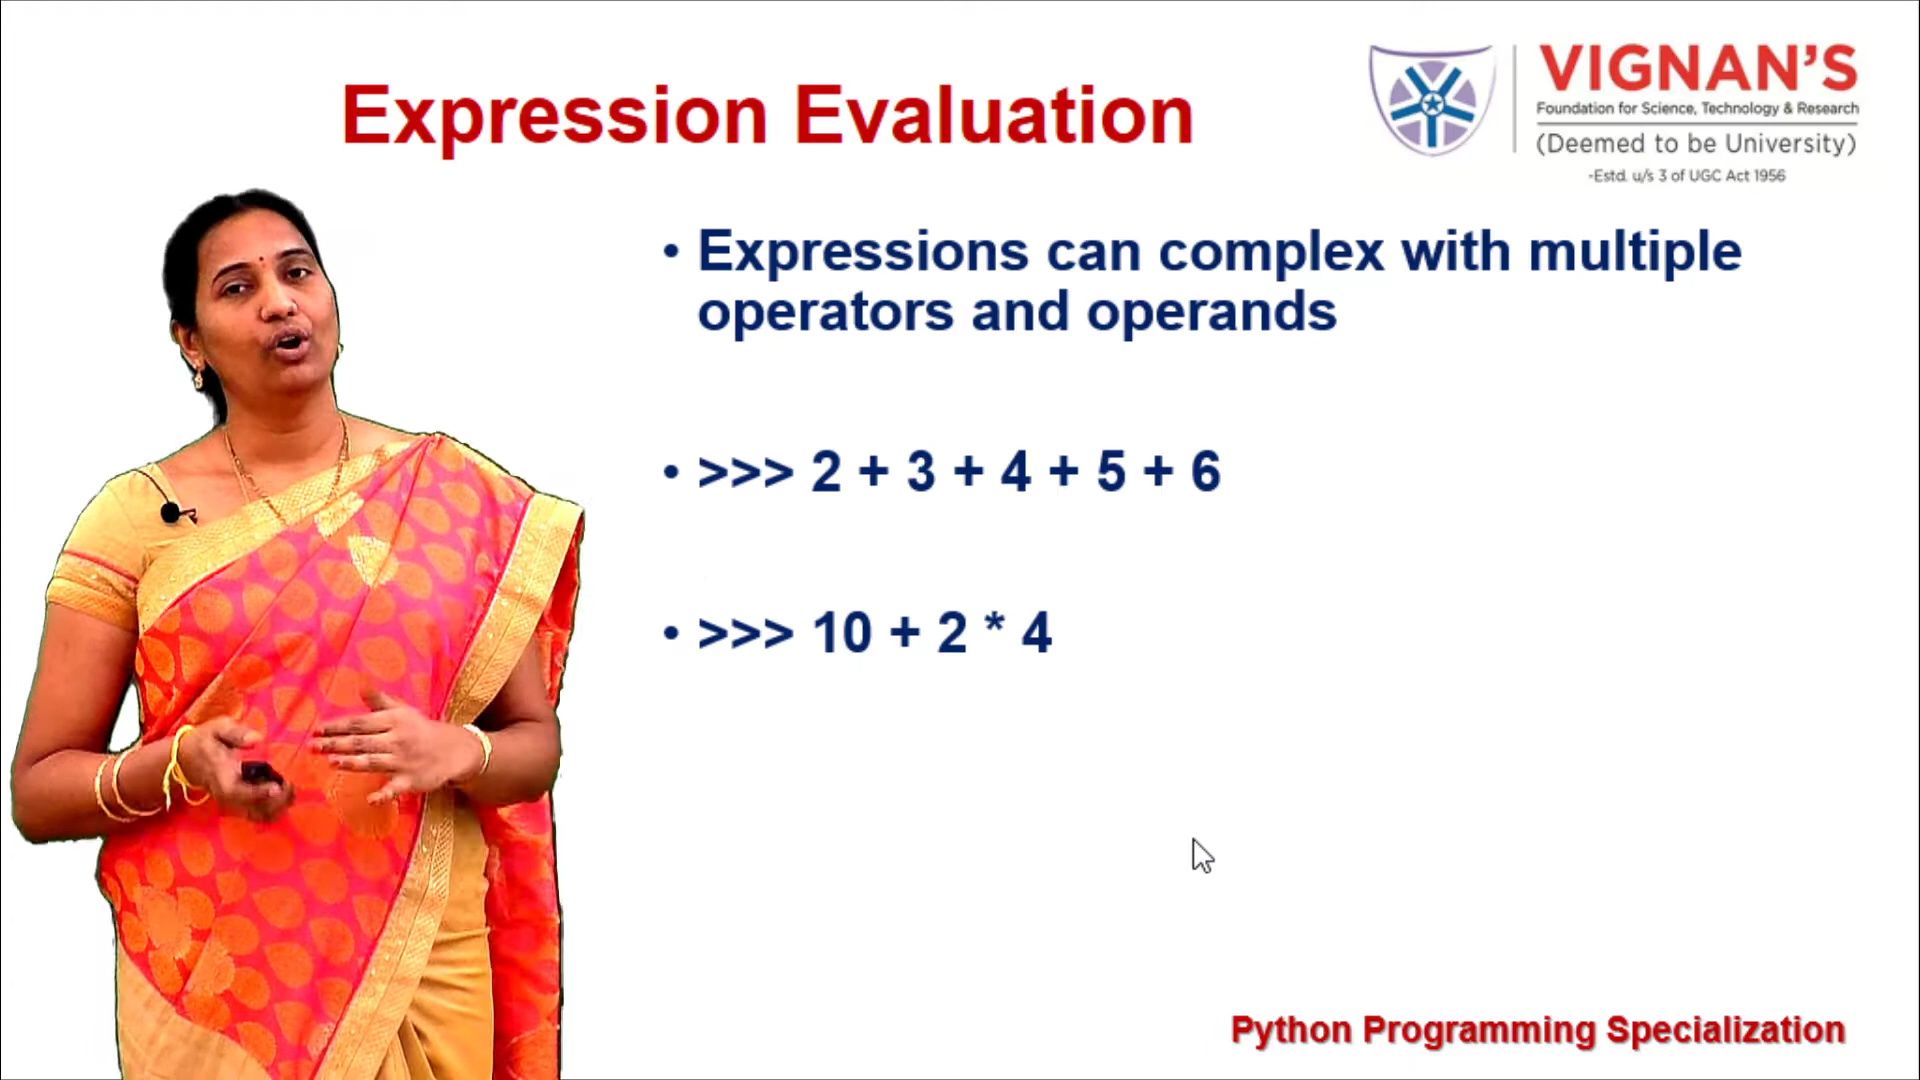 Expression Evaluation
VIGNAN'S
Foundation for Science, Technology & Research
(Deemed to be University)
-Estd. u/s 3 of UGC Act 1956
• Expressions can complex with multiple
operators and operands
• >>> 2 + 3 + 4 + 5 + 6
• >>> 10 + 2 * 4
Python Programming Specialization